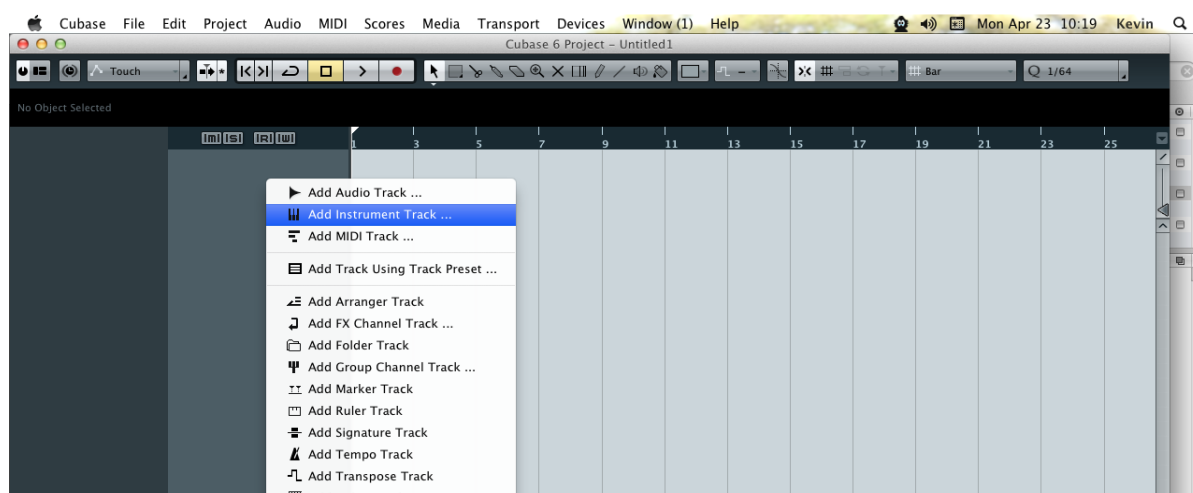 Cubase File Edit Project Audio MIDI Scores Media Transport Devices Window (1) Help Mon Apr 23 10:19 Kevin
Cubase 6 Project – Untitled1
Touch Bar Q 1/64
No Object Selected
m s R W 1 3 5 7 9 11 13 15 17 19 21 23 25
Add Audio Track ...
Add Instrument Track ...
Add MIDI Track ...
Add Track Using Track Preset ...
Add Arranger Track
Add FX Channel Track ...
Add Folder Track
Add Group Channel Track ...
Add Marker Track
Add Ruler Track
Add Signature Track
Add Tempo Track
Add Transpose Track